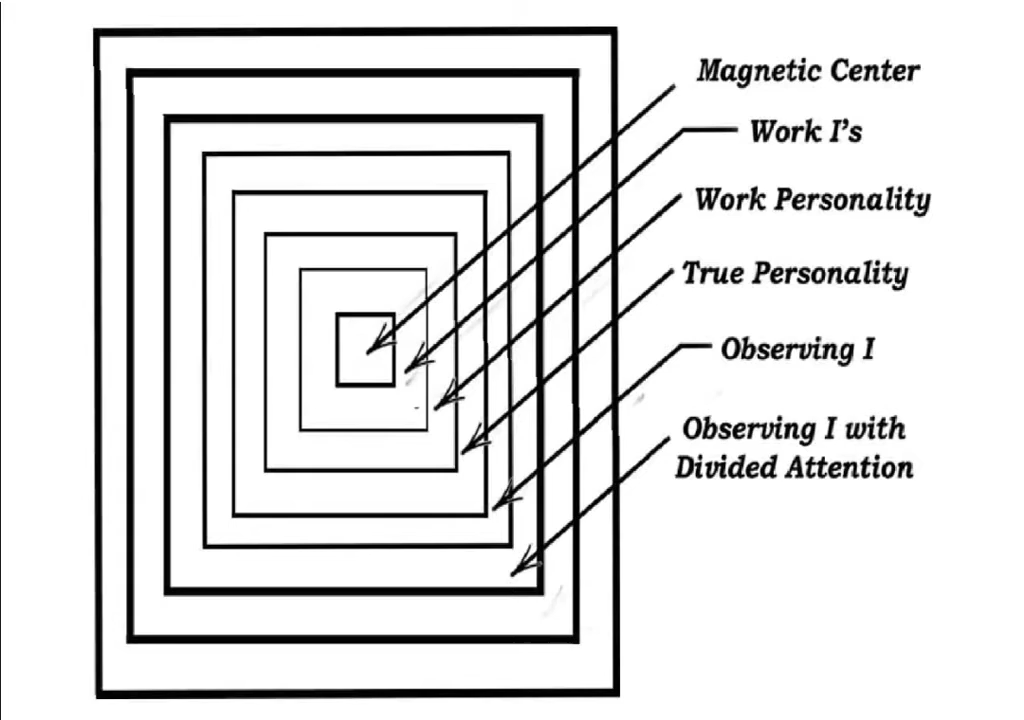 Magnetic Center
Work I's
Work Personality
True Personality
Observing I
Observing I with
Divided Attention